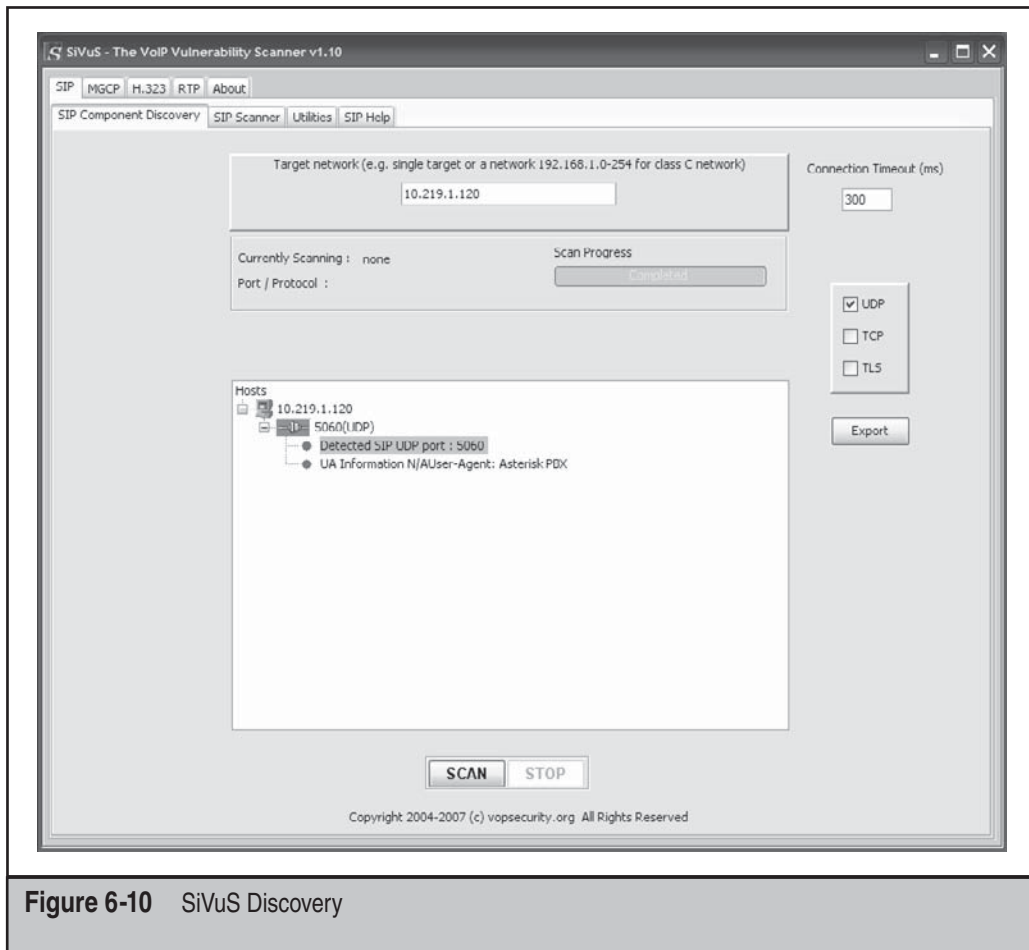 SiVuS - The VoIP Vulnerability Scanner v1.10
SIP MGCP H.323 RTP About
SIP Component Discovery SIP Scanner Utilities SIP Help
Target network (e.g. single target or a network 192.168.1.0-254 for class C network)
10.219.1.120
Connection Timeout (ms)
300
Currently Scanning : none
Port / Protocol :
Scan Progress
Completed
UDP
TCP
TLS
Export
Hosts
10.219.1.120
5060(UDP)
Detected SIP UDP port : 5060
UA Information N/AUser-Agent: Asterisk PBX
SCAN STOP
Copyright 2004-2007 (c) vopsecurity.org All Rights Reserved
Figure 6-10 SiVuS Discovery